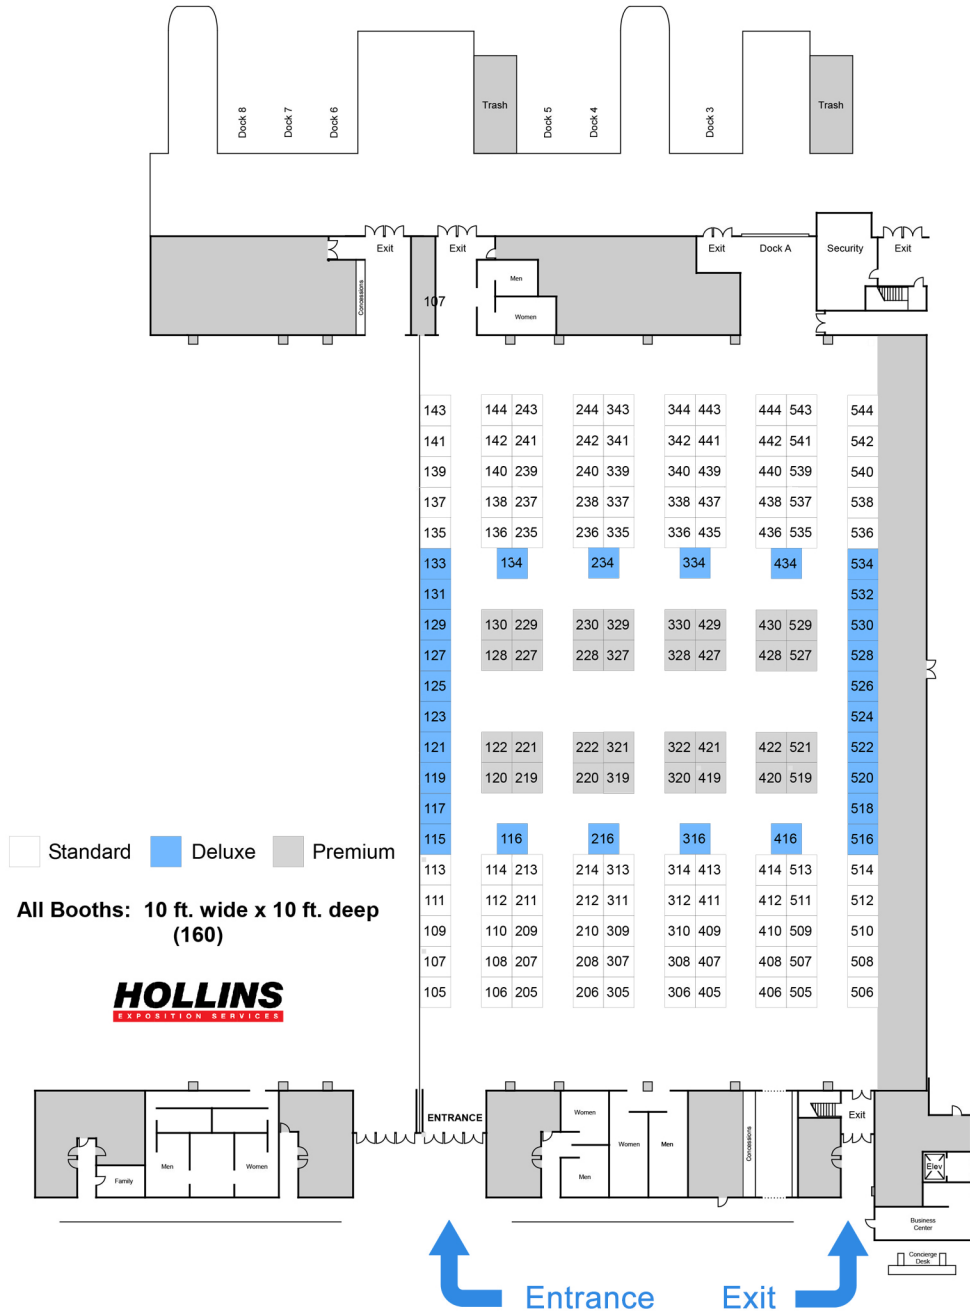 Dock 8
Dock 7
Dock 6
Trash
Dock 5
Dock 4
Dock 3
Trash
Exit
Exit
Exit
Dock A
Security
Exit
Concessions
107
Men
Women
143 144 243 244 343 344 443 444 543 544
141 142 241 242 341 342 441 442 541 542
139 140 239 240 339 340 439 440 539 540
137 138 237 238 337 338 437 438 537 538
135 136 235 236 335 336 435 436 535 536
133 134 234 334 434 534
131 532
129 130 229 230 329 330 429 430 529 530
127 128 227 228 327 328 427 428 527 528
125 526
123 524
121 122 221 222 321 322 421 422 521 522
119 120 219 220 319 320 419 420 519 520
117 518
115 116 216 316 416 516
113 114 213 214 313 314 413 414 513 514
111 112 211 212 311 312 411 412 511 512
109 110 209 210 309 310 409 410 509 510
107 108 207 208 307 308 407 408 507 508
105 106 205 206 305 306 405 406 505 506
Standard Deluxe Premium
All Booths: 10 ft. wide x 10 ft. deep
(160)
HOLLINS
EXPOSITION SERVICES
ENTRANCE
Men
Women
Family
Women
Men
Women
Men
Concessions
Exit
Elev
Business
Center
Concierge
Desk
Entrance
Exit